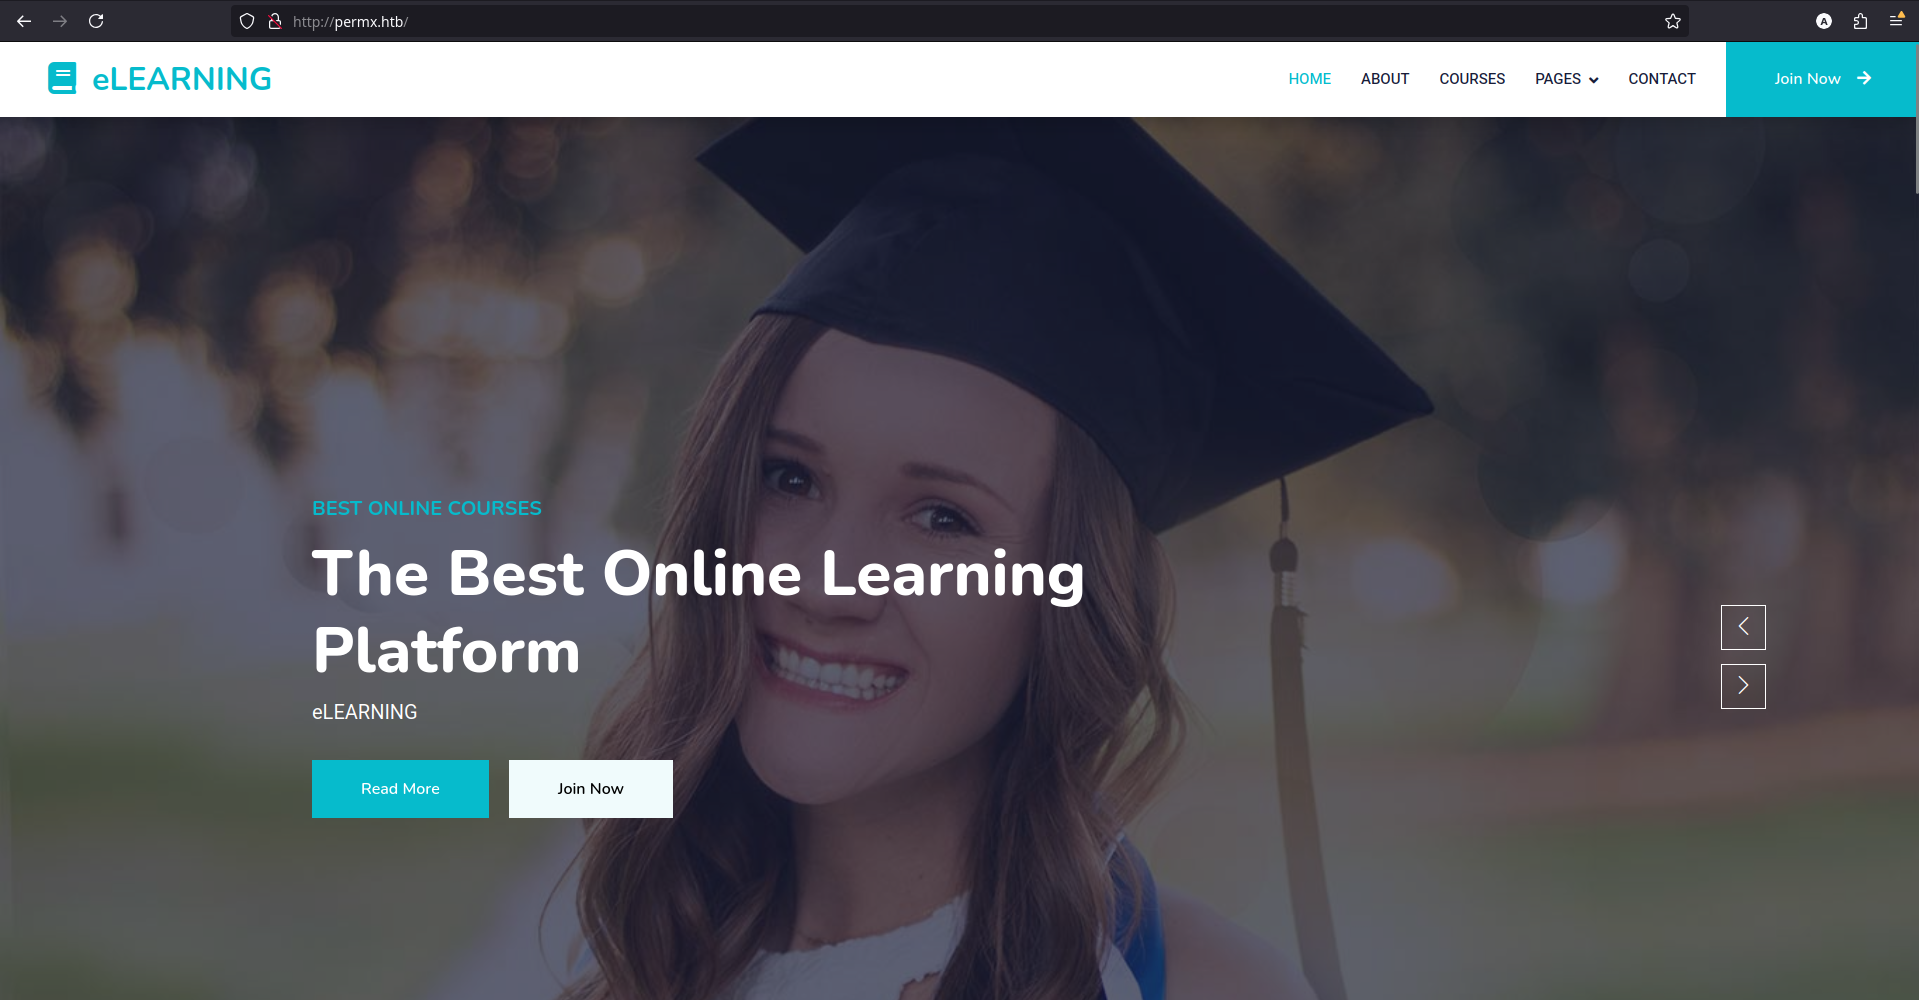 http://permx.htb/
A
eLEARNING
HOME ABOUT COURSES PAGES CONTACT Join Now
BEST ONLINE COURSES
The Best Online Learning
Platform
eLEARNING
Read More Join Now